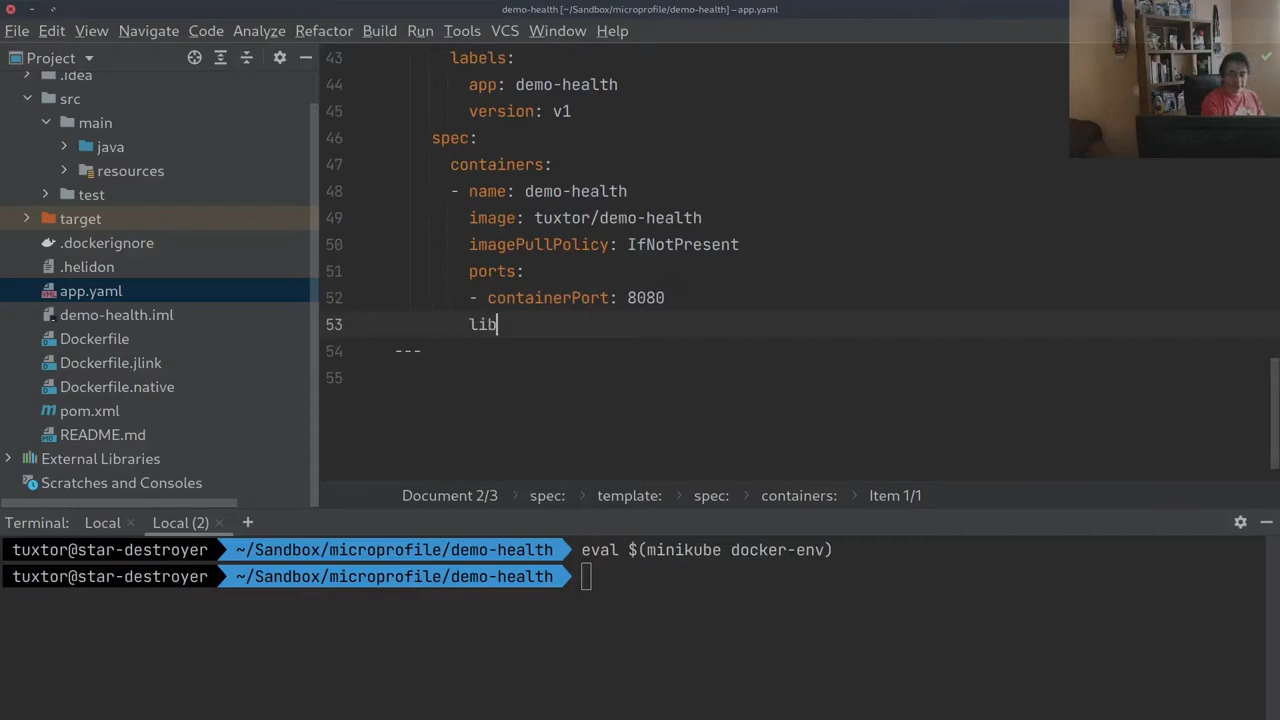 demo-health [~/Sandbox/microprofile/demo-health] – app.yaml
File Edit View Navigate Code Analyze Refactor Build Run Tools VCS Window Help
Project
.idea
src
main
java
resources
test
target
.dockerignore
.helidon
app.yaml
demo-health.iml
Dockerfile
Dockerfile.jlink
Dockerfile.native
pom.xml
README.md
External Libraries
Scratches and Consoles
43 labels:
44 app: demo-health
45 version: v1
46 spec:
47 containers:
48 - name: demo-health
49 image: tuxtor/demo-health
50 imagePullPolicy: IfNotPresent
51 ports:
52 - containerPort: 8080
53 lib
54 ---
55
Document 2/3 › spec: › template: › spec: › containers: › Item 1/1
Terminal: Local × Local (2) × +
tuxtor@star-destroyer ~/Sandbox/microprofile/demo-health eval $(minikube docker-env)
tuxtor@star-destroyer ~/Sandbox/microprofile/demo-health